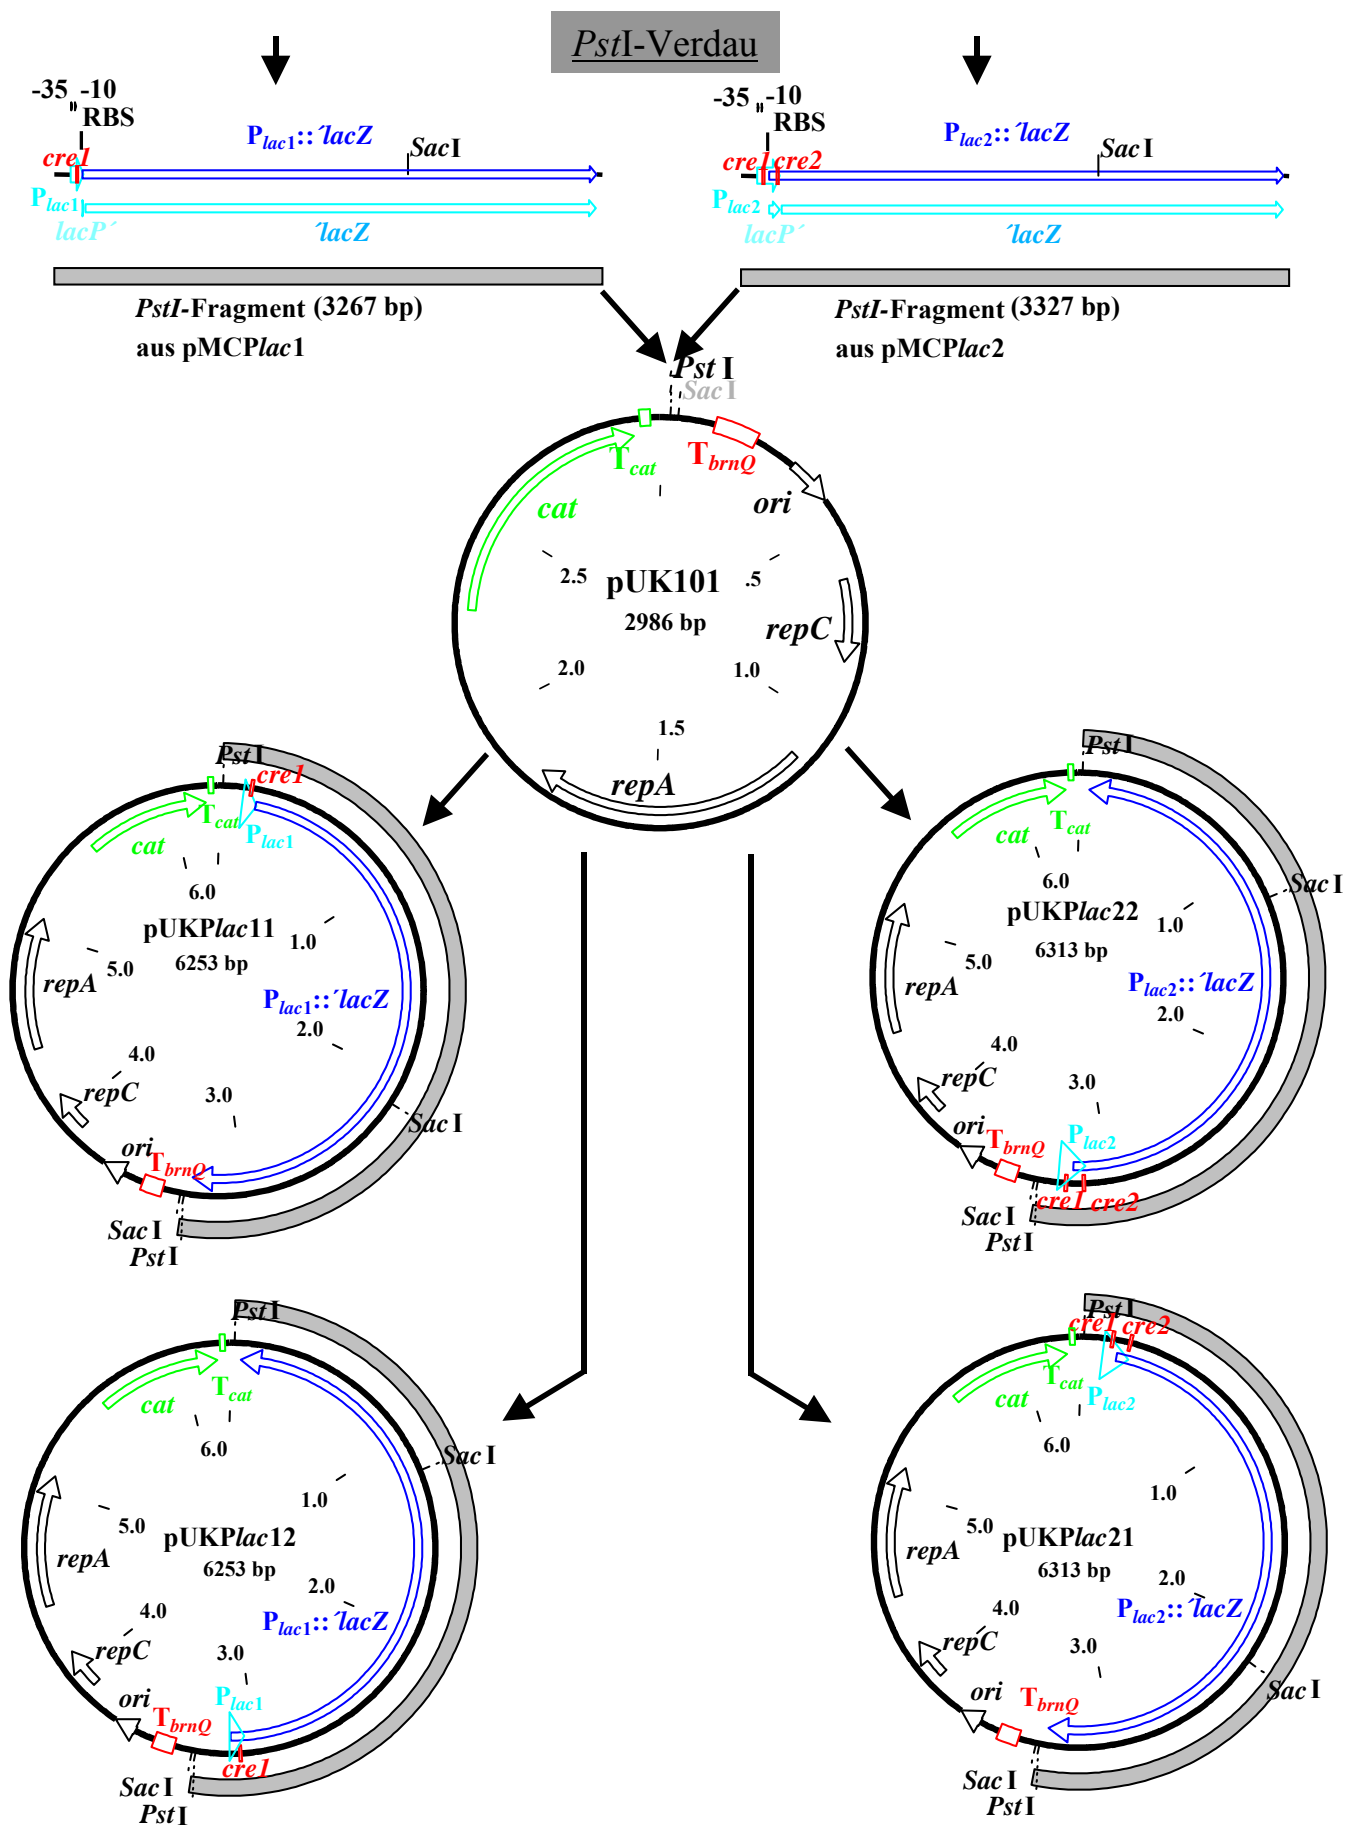 PstI-Verdau
-35 -10
RBS
Plac1::´lacZ
SacI
cre1
Plac1
lacP´
´lacZ
PstI-Fragment (3267 bp)
aus pMCPlac1
-35 -10
RBS
Plac2::´lacZ
SacI
cre1 cre2
Plac2
lacP´
´lacZ
PstI-Fragment (3327 bp)
aus pMCPlac2
PstI
SacI
Tcat
TbrnQ
ori
cat
2.5
pUK101
.5
2986 bp
repC
2.0
1.0
1.5
repA
PstI
cre1
Tcat
Plac1
cat
6.0
pUKPlac11
1.0
6253 bp
5.0
repA
Plac1::´lacZ
2.0
4.0
repC
3.0
SacI
ori
TbrnQ
SacI
PstI
PstI
Tcat
cat
6.0
SacI
pUKPlac22
1.0
6313 bp
5.0
repA
Plac2::´lacZ
2.0
4.0
repC
3.0
ori
TbrnQ
Plac2
cre1 cre2
SacI
PstI
PstI
Tcat
cat
6.0
SacI
1.0
5.0
pUKPlac12
repA
6253 bp
2.0
4.0
Plac1::´lacZ
repC
3.0
Plac1
ori
TbrnQ
cre1
SacI
PstI
PstI
cre1 cre2
Tcat
Plac2
cat
6.0
1.0
5.0
pUKPlac21
repA
6313 bp
2.0
4.0
Plac2::´lacZ
repC
3.0
SacI
ori
TbrnQ
SacI
PstI